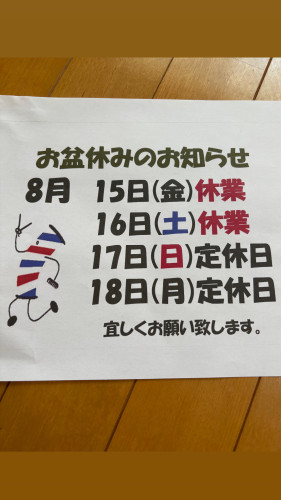 お盆休みのお知らせ
8月 15日(金)休業
16日(土)休業
17日(日)定休日
18日(月)定休日
宜しくお願い致します。